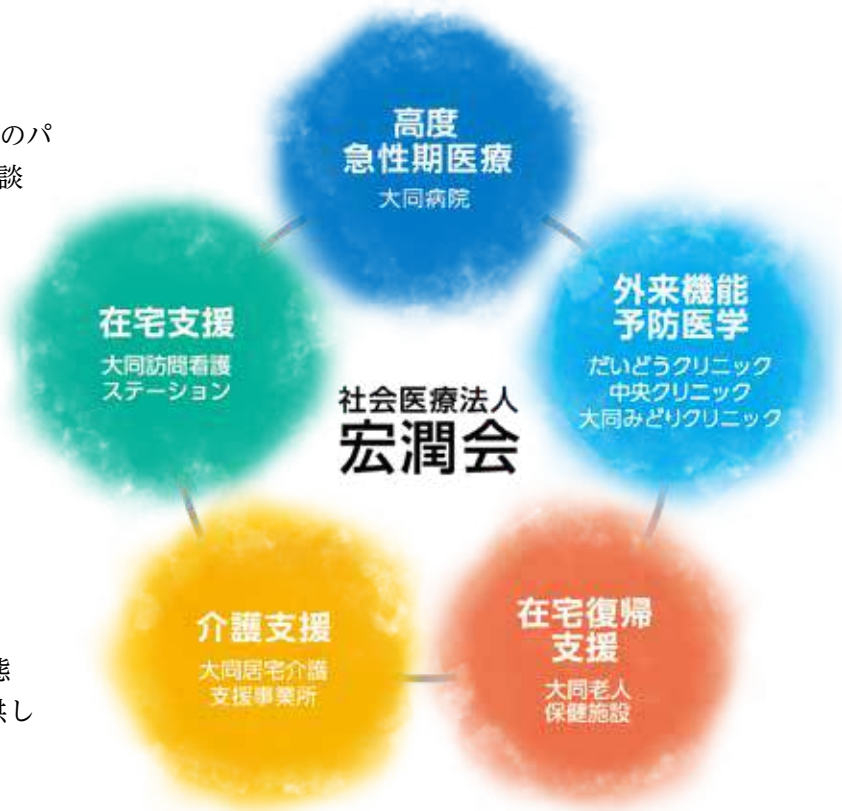 のパ
談
高度
急性期医療
大同病院
外来機能
予防医学
だいどうクリニック
中央クリニック
大同みどりクリニック
在宅支援
大同訪問看護
ステーション
社会医療法人
宏潤会
介護支援
大同居宅介護
支援事業所
在宅復帰
支援
大同老人
保健施設
態
供し